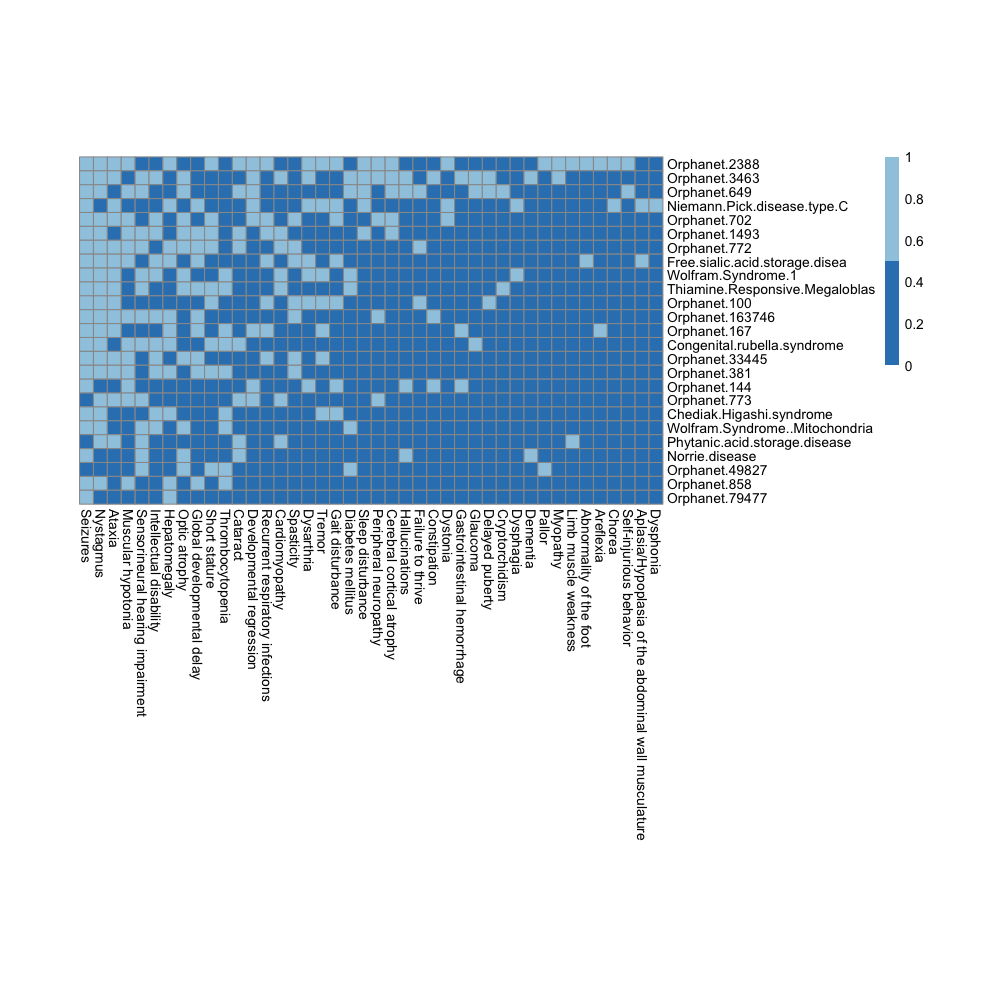 Orphanet.2388
Orphanet.3463
Orphanet.649
Niemann.Pick.disease.type.C
Orphanet.702
Orphanet.1493
Orphanet.772
Free.sialic.acid.storage.disea
Wolfram.Syndrome.1
Thiamine.Responsive.Megaloblas
Orphanet.100
Orphanet.163746
Orphanet.167
Congenital.rubella.syndrome
Orphanet.33445
Orphanet.381
Orphanet.144
Orphanet.773
Chediak.Higashi.syndrome
Wolfram.Syndrome..Mitochondria
Phytanic.acid.storage.disease
Norrie.disease
Orphanet.49827
Orphanet.858
Orphanet.79477
1
0.8
0.6
0.4
0.2
0
Seizures
Nystagmus
Ataxia
Muscular hypotonia
Sensorineural hearing impairment
Intellectual disability
Hepatomegaly
Optic atrophy
Global developmental delay
Short stature
Thrombocytopenia
Cataract
Developmental regression
Recurrent respiratory infections
Cardiomyopathy
Spasticity
Dysarthria
Tremor
Gait disturbance
Diabetes mellitus
Sleep disturbance
Peripheral neuropathy
Cerebral cortical atrophy
Hallucinations
Failure to thrive
Constipation
Dystonia
Gastrointestinal hemorrhage
Glaucoma
Delayed puberty
Cryptorchidism
Dysphagia
Dementia
Pallor
Myopathy
Limb muscle weakness
Abnormality of the foot
Areflexia
Chorea
Self-injurious behavior
Aplasia/Hypoplasia of the abdominal wall musculature
Dysphonia